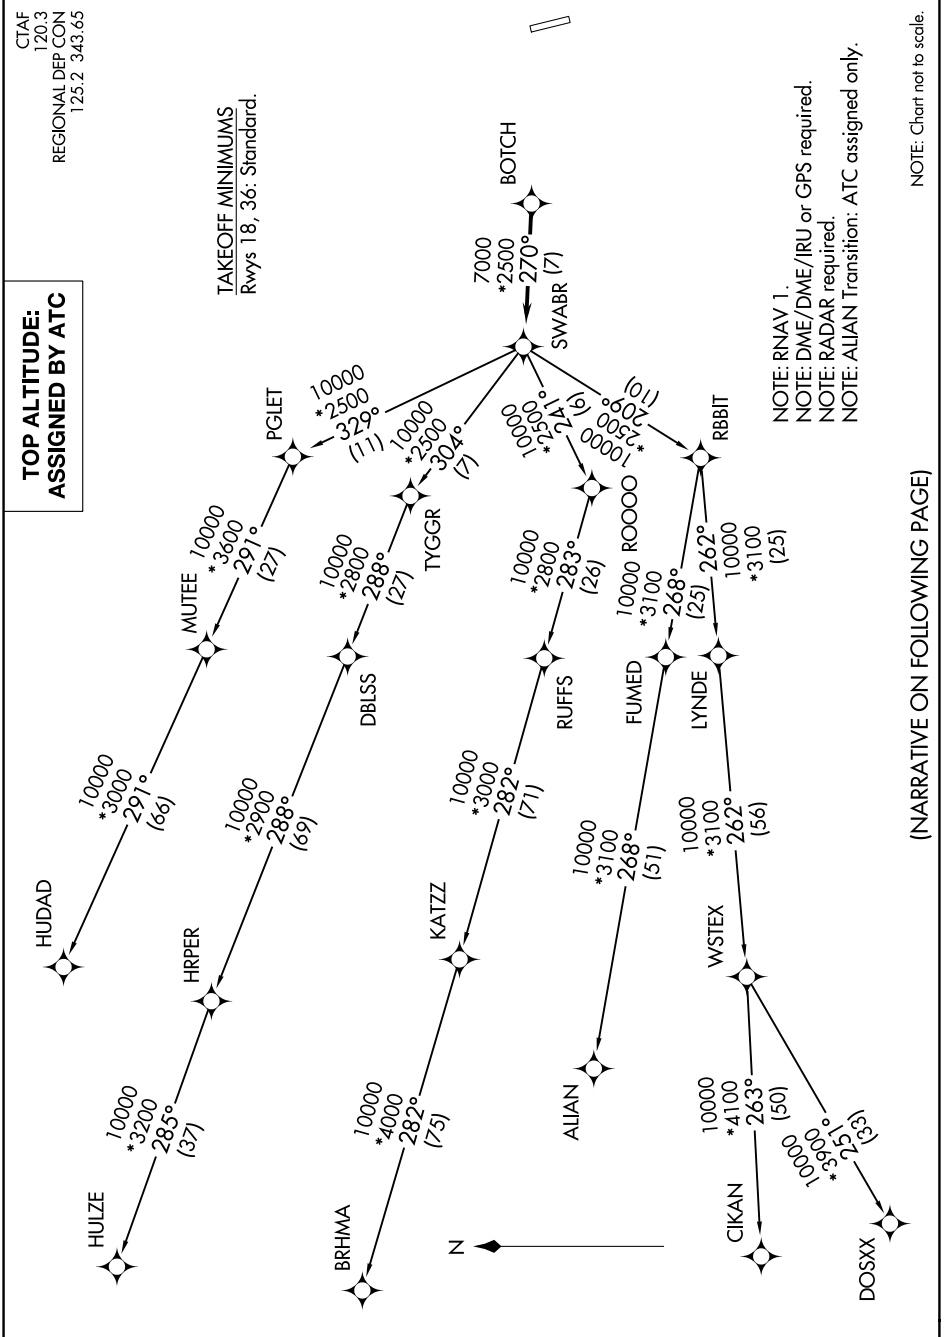 CTAF
120.3
REGIONAL DEP CON
125.2 343.65
TOP ALTITUDE:
ASSIGNED BY ATC
TAKEOFF MINIMUMS
Rwys 18, 36: Standard.
BOTCH
7000
*2500
270°
(7)
SWABR
10000
*2500
329°
(11)
PGLET
10000
*3600
291°
(27)
MUTEE
10000
*3000
291°
(66)
HUDAD
10000
*2500
304°
(7)
TYGGR
10000
*2800
288°
(27)
DBLSS
10000
*2900
288°
(69)
HRPER
10000
*3200
285°
(37)
HULZE
10000
*2500
241°
(6)
ROOOO
10000
*2800
283°
(26)
RUFFS
10000
*3000
282°
(71)
KATZZ
10000
*4000
282°
(75)
BRHMA
10000
*2500
209°
(10)
RBBIT
10000
*3100
268°
(25)
FUMED
10000
*3100
268°
(51)
ALIAN
262°
10000
*3100
(25)
LYNDE
10000
*3100
262°
(56)
WSTEX
10000
*4100
263°
(50)
CIKAN
10000
*3900
251°
(33)
DOSXX
N
NOTE: RNAV 1.
NOTE: DME/DME/IRU or GPS required.
NOTE: RADAR required.
NOTE: ALIAN Transition: ATC assigned only.
NOTE: Chart not to scale.
(NARRATIVE ON FOLLOWING PAGE)